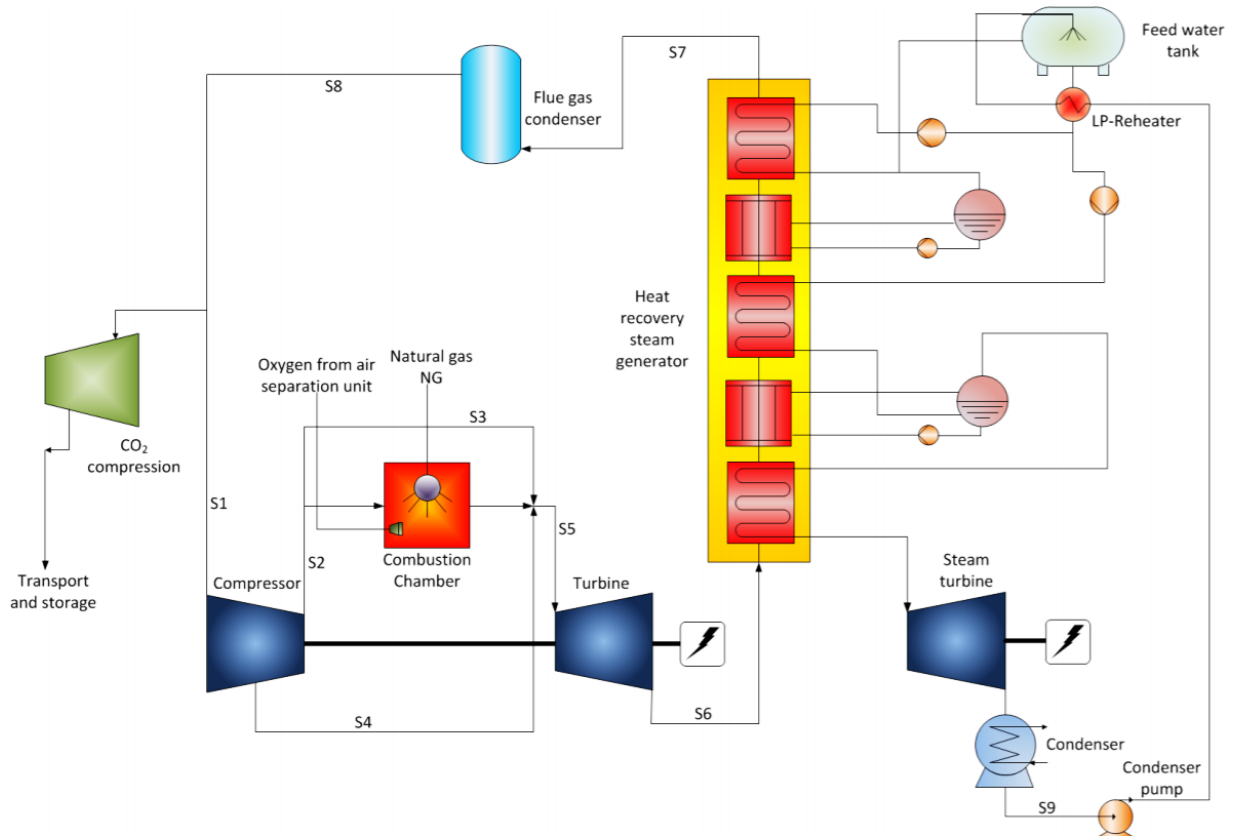 S7
Feed water
tank
S8
Flue gas
condenser
LP-Reheater
Heat
recovery
steam
generator
Oxygen from air
separation unit
Natural gas
NG
S3
CO₂
compression
S1
S5
S2
Combustion
Chamber
Transport
and storage
Compressor
Turbine
Steam
turbine
S4
S6
Condenser
Condenser
pump
S9